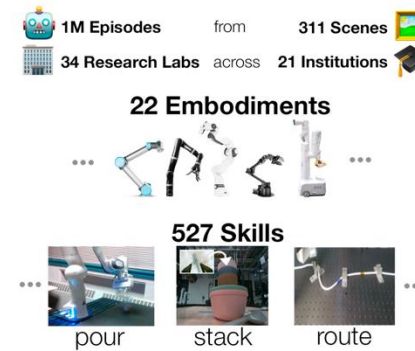 1M Episodes from 311 Scenes
34 Research Labs across 21 Institutions
22 Embodiments
527 Skills
pour stack route